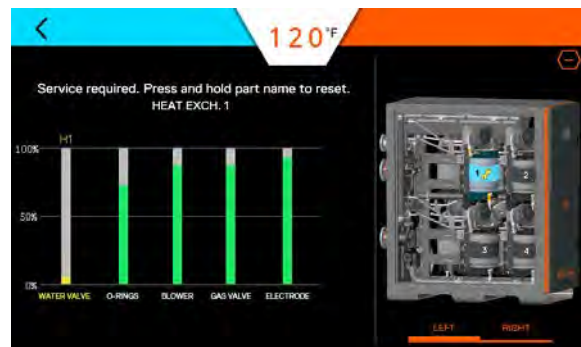 120°F
Service required. Press and hold part name to reset.
HEAT EXCH. 1
H1
100%
50%
0%
WATER VALVE O-RINGS BLOWER GAS VALVE ELECTRODE
1 2
3 4
LEFT RIGHT